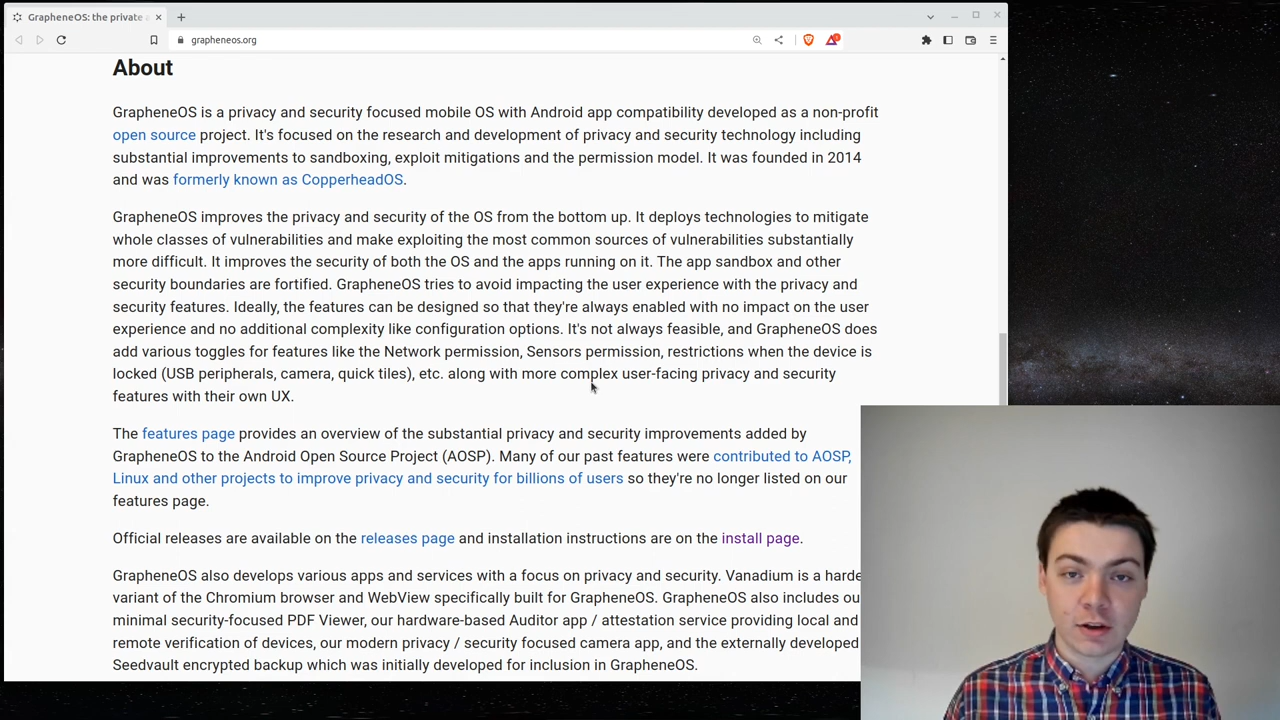 GrapheneOS: the private a
grapheneos.org
About
GrapheneOS is a privacy and security focused mobile OS with Android app compatibility developed as a non-profit
open source project. It's focused on the research and development of privacy and security technology including
substantial improvements to sandboxing, exploit mitigations and the permission model. It was founded in 2014
and was formerly known as CopperheadOS.
GrapheneOS improves the privacy and security of the OS from the bottom up. It deploys technologies to mitigate
whole classes of vulnerabilities and make exploiting the most common sources of vulnerabilities substantially
more difficult. It improves the security of both the OS and the apps running on it. The app sandbox and other
security boundaries are fortified. GrapheneOS tries to avoid impacting the user experience with the privacy and
security features. Ideally, the features can be designed so that they're always enabled with no impact on the user
experience and no additional complexity like configuration options. It's not always feasible, and GrapheneOS does
add various toggles for features like the Network permission, Sensors permission, restrictions when the device is
locked (USB peripherals, camera, quick tiles), etc. along with more complex user-facing privacy and security
features with their own UX.
The features page provides an overview of the substantial privacy and security improvements added by
GrapheneOS to the Android Open Source Project (AOSP). Many of our past features were contributed to AOSP,
Linux and other projects to improve privacy and security for billions of users so they're no longer listed on our
features page.
Official releases are available on the releases page and installation instructions are on the install page.
GrapheneOS also develops various apps and services with a focus on privacy and security. Vanadium is a harde
variant of the Chromium browser and WebView specifically built for GrapheneOS. GrapheneOS also includes ou
minimal security-focused PDF Viewer, our hardware-based Auditor app / attestation service providing local and
remote verification of devices, our modern privacy / security focused camera app, and the externally developed
Seedvault encrypted backup which was initially developed for inclusion in GrapheneOS.